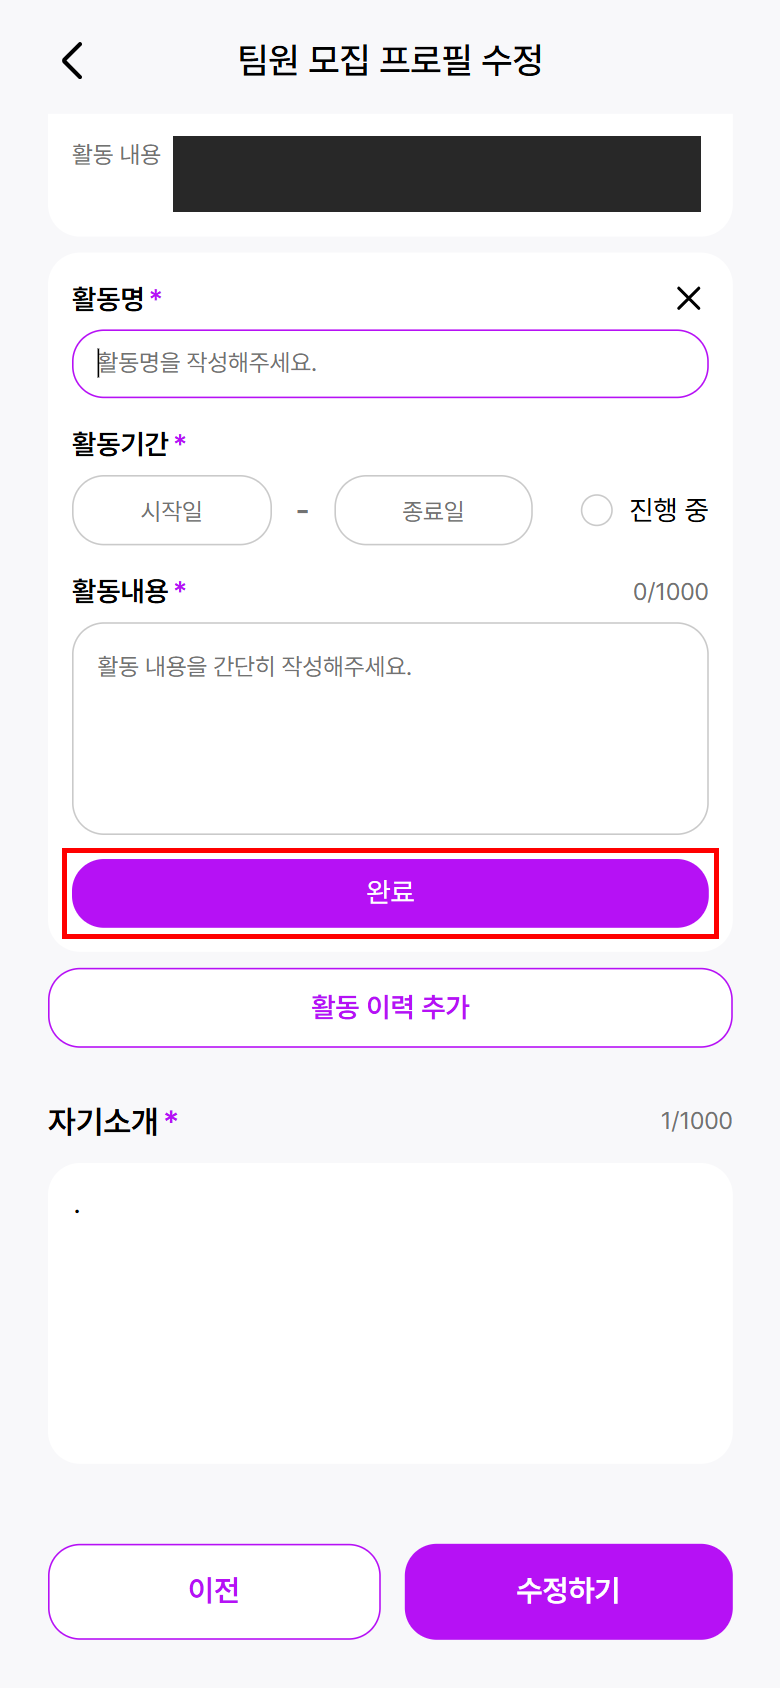 팀원 모집 프로필 수정
활동 내용
활동명 *
활동명을 작성해주세요.
활동기간 *
시작일 - 종료일 진행 중
활동내용 * 0/1000
활동 내용을 간단히 작성해주세요.
완료
활동 이력 추가
자기소개 * 1/1000
.
이전 수정하기